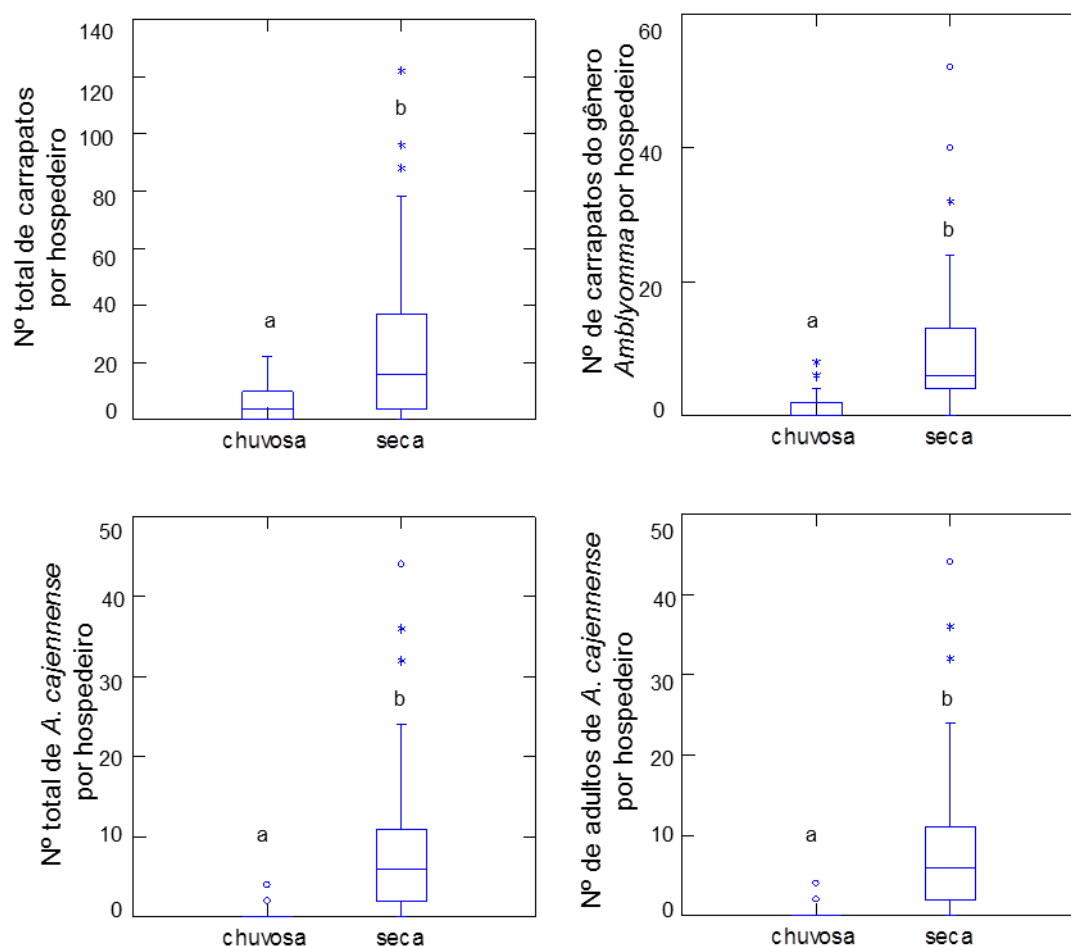 Nº total de carrapatos
por hospedeiro
140
120
100
80
60
40
20
0
a
b
chuvosa
seca
Nº de carrapatos do gênero
Amblyomma por hospedeiro
60
40
20
0
a
b
chuvosa
seca
Nº total de A. cajennense
por hospedeiro
50
40
30
20
10
0
a
b
chuvosa
seca
Nº de adultos de A. cajennense
por hospedeiro
50
40
30
20
10
0
a
b
chuvosa
seca